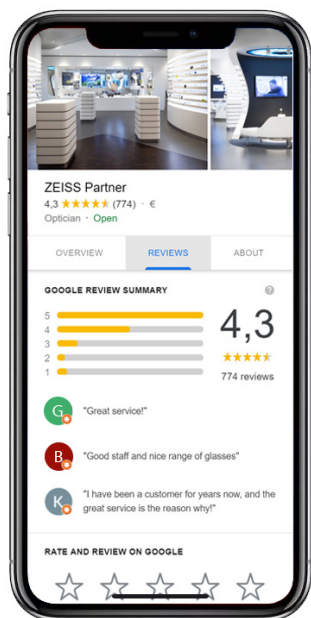 ZEISS Partner
4,3 ★★★★★ (774) · €
Optician · Open
OVERVIEW REVIEWS ABOUT
GOOGLE REVIEW SUMMARY ?
5
4
3
2
1
4,3
774 reviews
G "Great service!"
B "Good staff and nice range of glasses"
K "I have been a customer for years now, and the
great service is the reason why!"
RATE AND REVIEW ON GOOGLE